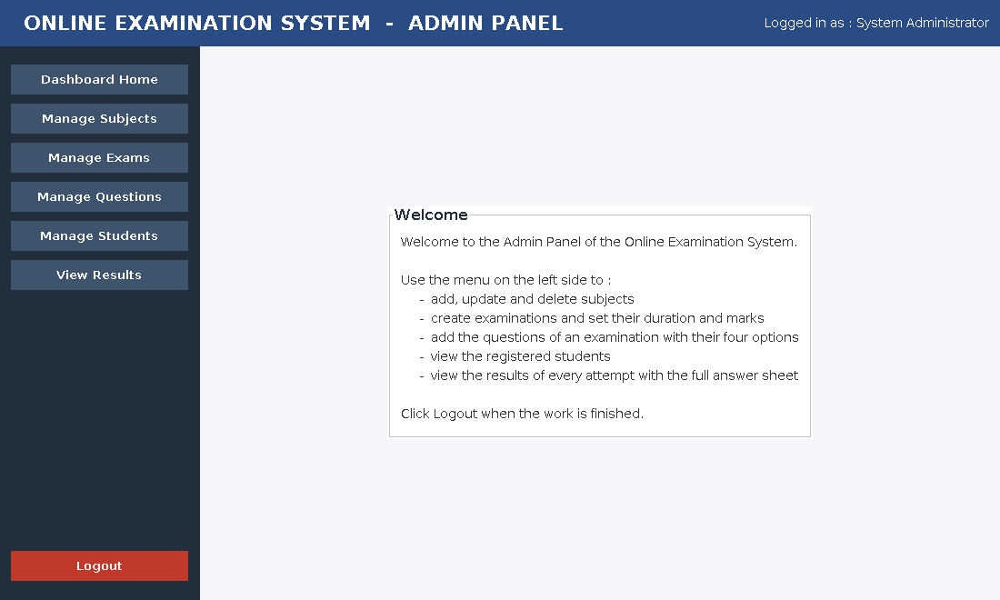 ONLINE EXAMINATION SYSTEM - ADMIN PANEL
Logged in as : System Administrator
Dashboard Home
Manage Subjects
Manage Exams
Manage Questions
Manage Students
View Results
Logout
Welcome
Welcome to the Admin Panel of the Online Examination System.
Use the menu on the left side to :
- add, update and delete subjects
- create examinations and set their duration and marks
- add the questions of an examination with their four options
- view the registered students
- view the results of every attempt with the full answer sheet
Click Logout when the work is finished.